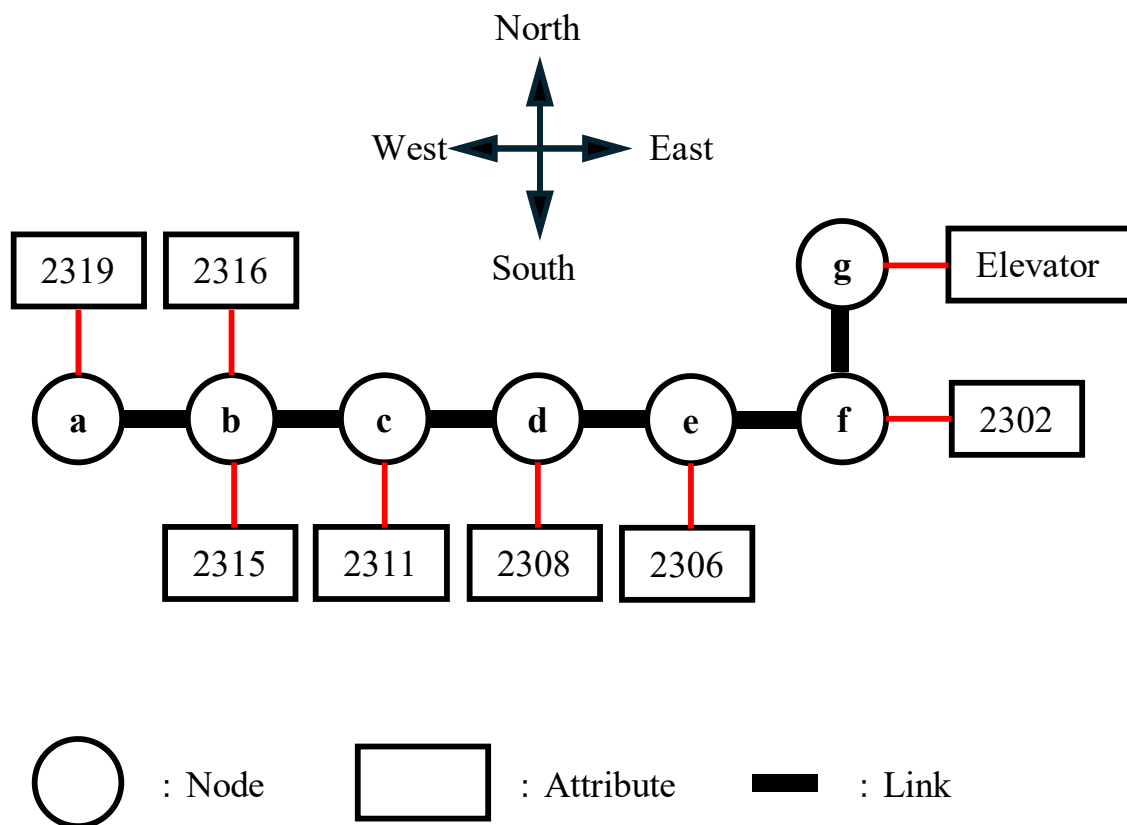 North
West
East
South
2319
2316
g
Elevator
a
b
c
d
e
f
2302
2315
2311
2308
2306
: Node
: Attribute
: Link